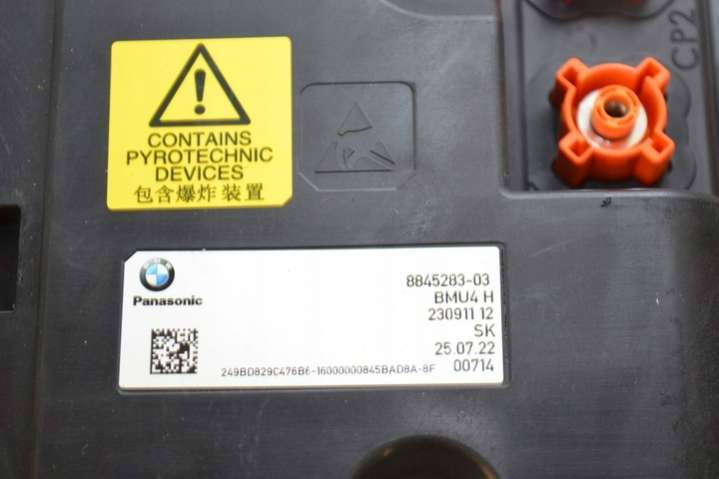 CONTAINS
PYROTECHNIC
DEVICES
包含爆炸装置
CP2
BMW
Panasonic
8845283-03
BMU4 H
230911 12
SK
25.07.22
249BD829C476B6-16000000845BAD8A-8F
00714